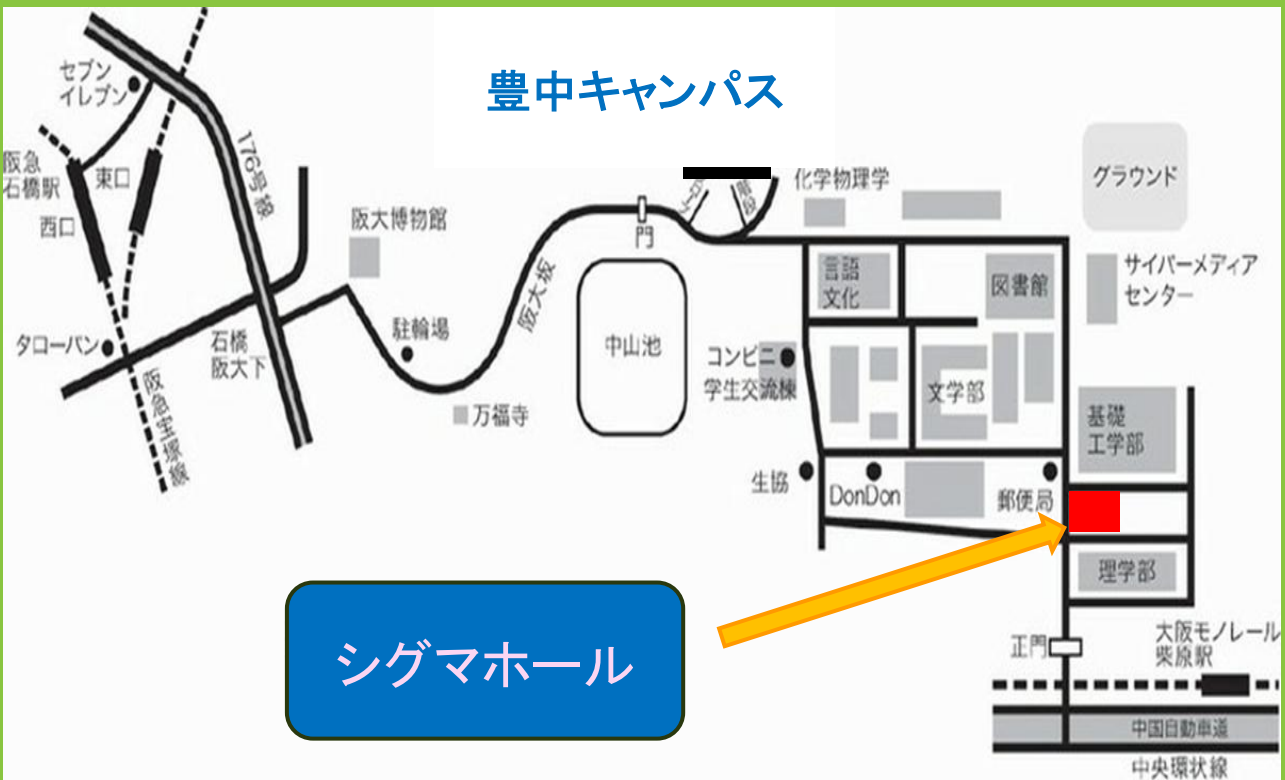 豊中キャンパス
セブン
イレブン
阪急
石橋駅
東口
西口
176号線
阪大博物館
門
化学物理学
グラウンド
サイバーメディア
センター
言語
文化
図書館
阪大坂
中山池
駐輪場
タローパン
石橋
阪大下
阪急宝塚線
万福寺
コンビニ
学生交流棟
文学部
基礎
工学部
生協
DonDon
郵便局
理学部
シグマホール
正門
大阪モノレール
柴原駅
中国自動車道
中央環状線